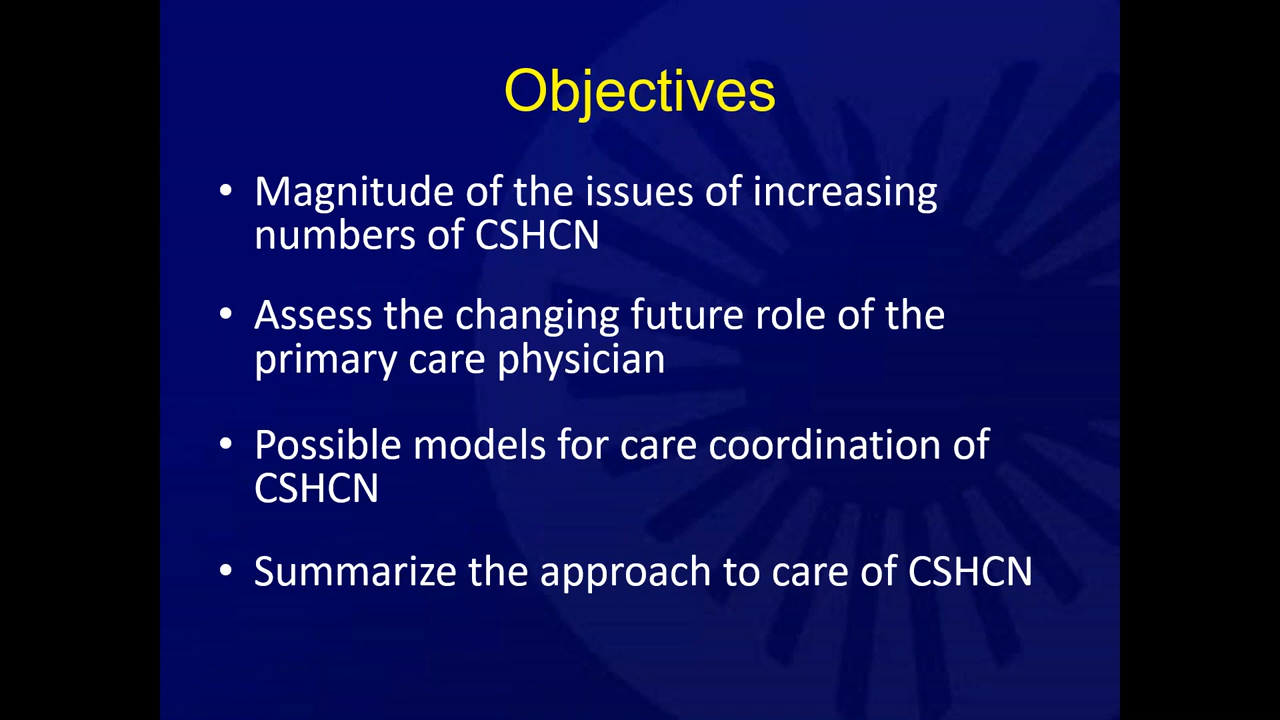 Objectives
• Magnitude of the issues of increasing
numbers of CSHCN
• Assess the changing future role of the
primary care physician
• Possible models for care coordination of
CSHCN
• Summarize the approach to care of CSHCN